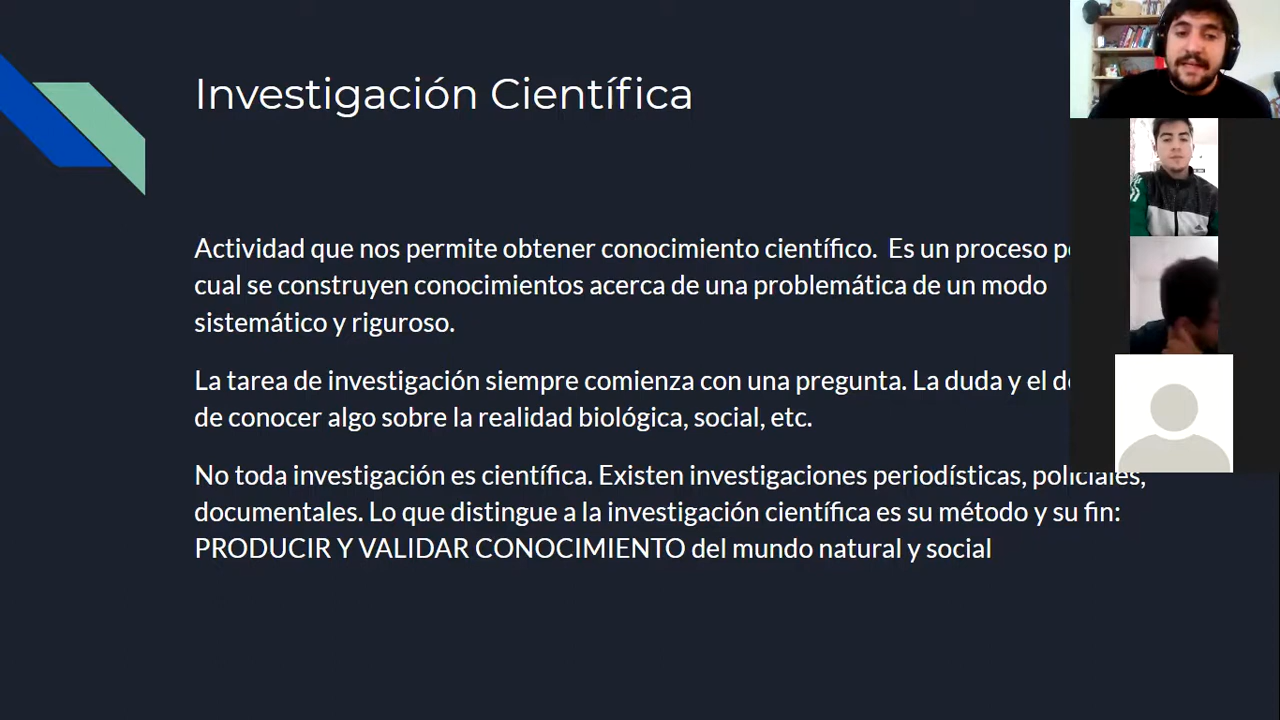 Investigación Científica
Actividad que nos permite obtener conocimiento científico.  Es un proceso
cual se construyen conocimientos acerca de una problemática de un modo
sistemático y riguroso.
La tarea de investigación siempre comienza con una pregunta. La duda y el
de conocer algo sobre la realidad biológica, social, etc.
No toda investigación es científica. Existen investigaciones periodísticas, policiales,
documentales. Lo que distingue a la investigación científica es su método y su fin:
PRODUCIR Y VALIDAR CONOCIMIENTO del mundo natural y social